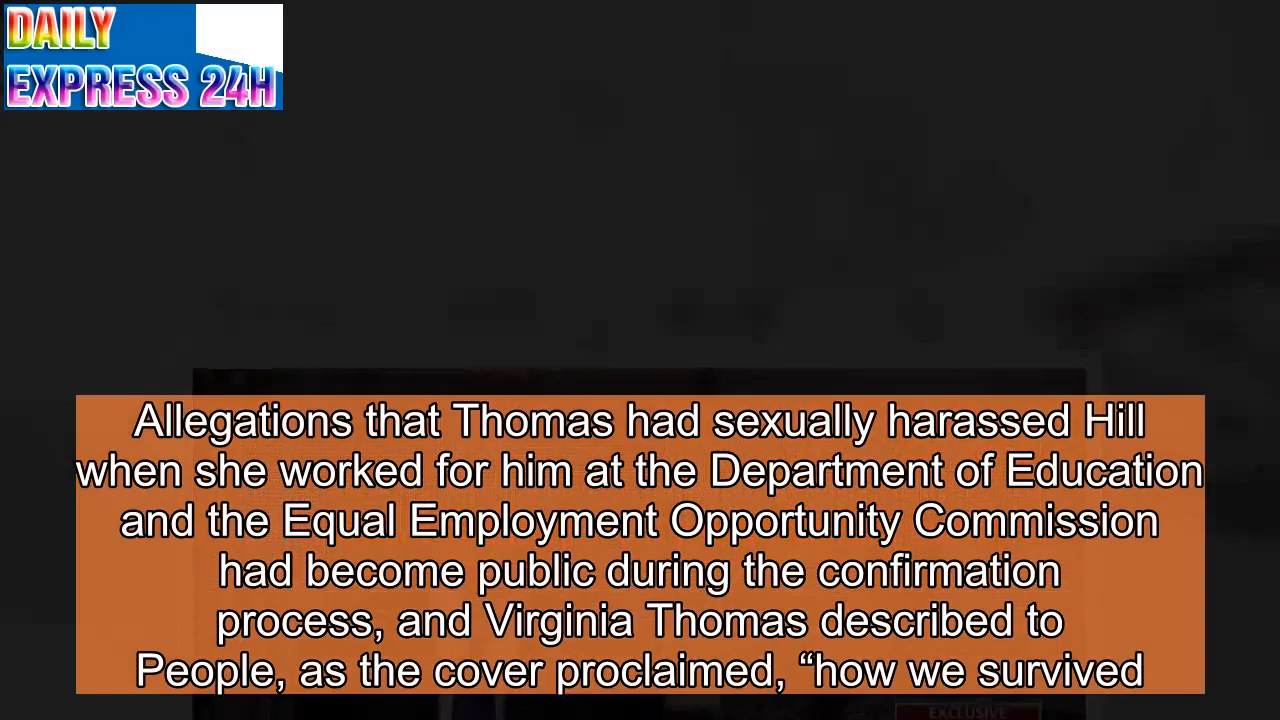 DAILY
EXPRESS 24H
Allegations that Thomas had sexually harassed Hill
when she worked for him at the Department of Education
and the Equal Employment Opportunity Commission
had become public during the confirmation
process, and Virginia Thomas described to
People, as the cover proclaimed, “how we survived
EXCLUSIVE